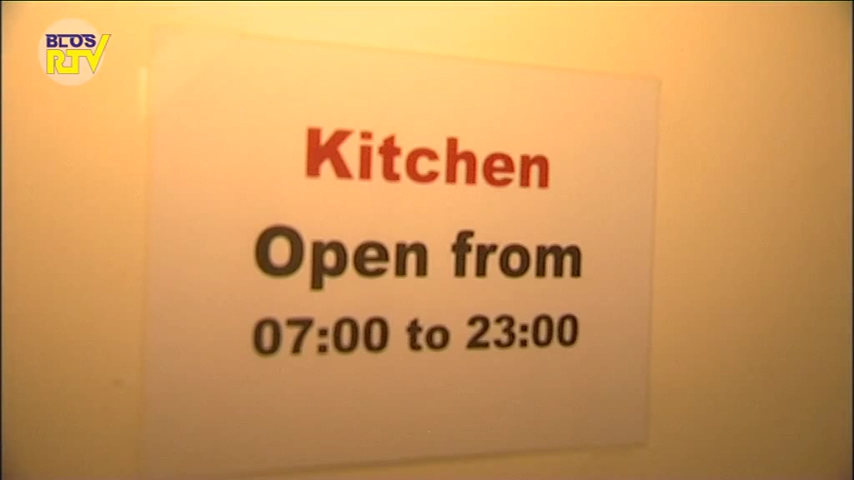 BLOS
RTV
Kitchen
Open from
07:00 to 23:00